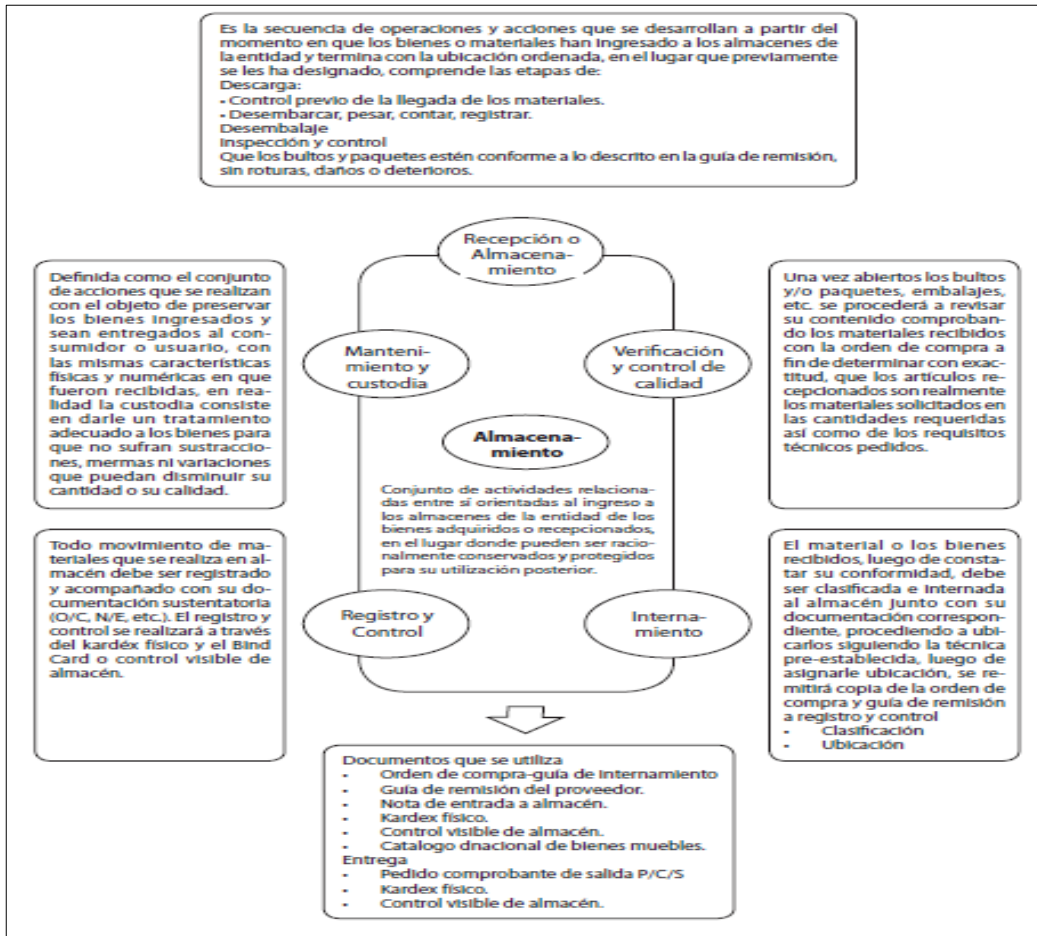 Es la secuencia de operaciones y acciones que se desarrollan a partir del
momento en que los bienes o materiales han ingresado a los almacenes de
la entidad y termina con la ubicación ordenada, en el lugar que previamente
se les ha designado, comprende las etapas de:
Descarga:
- Control previo de la llegada de los materiales.
- Desembarcar, pesar, contar, registrar.
Desembalaje
Inspección y control
Que los bultos y paquetes estén conforme a lo descrito en la guía de remisión,
sin roturas, daños o deterioros.
Recepción o
Almacena-
miento
Definida como el conjunto
de acciones que se realizan
con el objeto de preservar
los bienes ingresados y
sean entregados al con-
sumidor o usuario, con
las mismas características
físicas y numéricas en que
fueron recibidas, en rea-
lidad la custodia consiste
en darle un tratamiento
adecuado a los bienes para
que no sufran sustraccio-
nes, mermas ni variaciones
que puedan disminuir su
cantidad o su calidad.
Manteni-
miento y
custodia
Verificación
y control de
calidad
Una vez abiertos los bultos
y/o paquetes, embalajes,
etc. se procederá a revisar
su contenido comproban-
do los materiales recibidos
con la orden de compra a
fin de determinar con exac-
titud, que los artículos re-
cepcionados son realmente
los materiales solicitados en
las cantidades requeridas
así como de los requisitos
técnicos pedidos.
Almacena-
miento
Conjunto de actividades relaciona-
das entre sí orientadas al ingreso a
los almacenes de la entidad de los
bienes adquiridos o recepcionados,
en el lugar donde pueden ser racio-
nalmente conservados y protegidos
para su utilización posterior.
Todo movimiento de ma-
teriales que se realiza en al-
macén debe ser registrado
y acompañado con su do-
cumentación sustentatoria
(O/C, N/E, etc.). El registro y
control se realizará a través
del kardéx físico y el Bind
Card o control visible de
almacén.
Registro y
Control
Interna-
miento
El material o los bienes
recibidos, luego de consta-
tar su conformidad, debe
ser clasificada e internada
al almacén junto con su
documentación correspon-
diente, procediendo a ubi-
carlos siguiendo la técnica
pre-establecida, luego de
asignarle ubicación, se re-
mitirá copia de la orden de
compra y guía de remisión
a registro y control
• Clasificación
• Ubicación
Documentos que se utiliza
• Orden de compra-guía de internamiento
• Guía de remisión del proveedor.
• Nota de entrada a almacén.
• Kardex físico.
• Control visible de almacén.
• Catalogo dnacional de bienes muebles.
Entrega
• Pedido comprobante de salida P/C/S
• Kardex físico.
• Control visible de almacén.